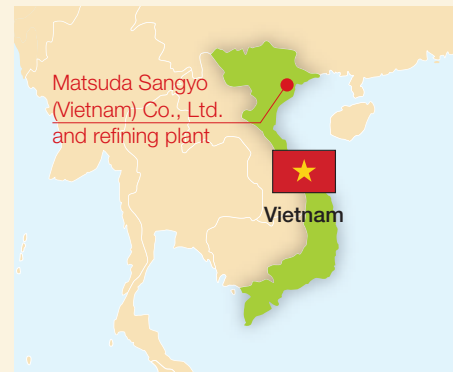 Matsuda Sangyo
(Vietnam) Co., Ltd.
and refining plant
Vietnam